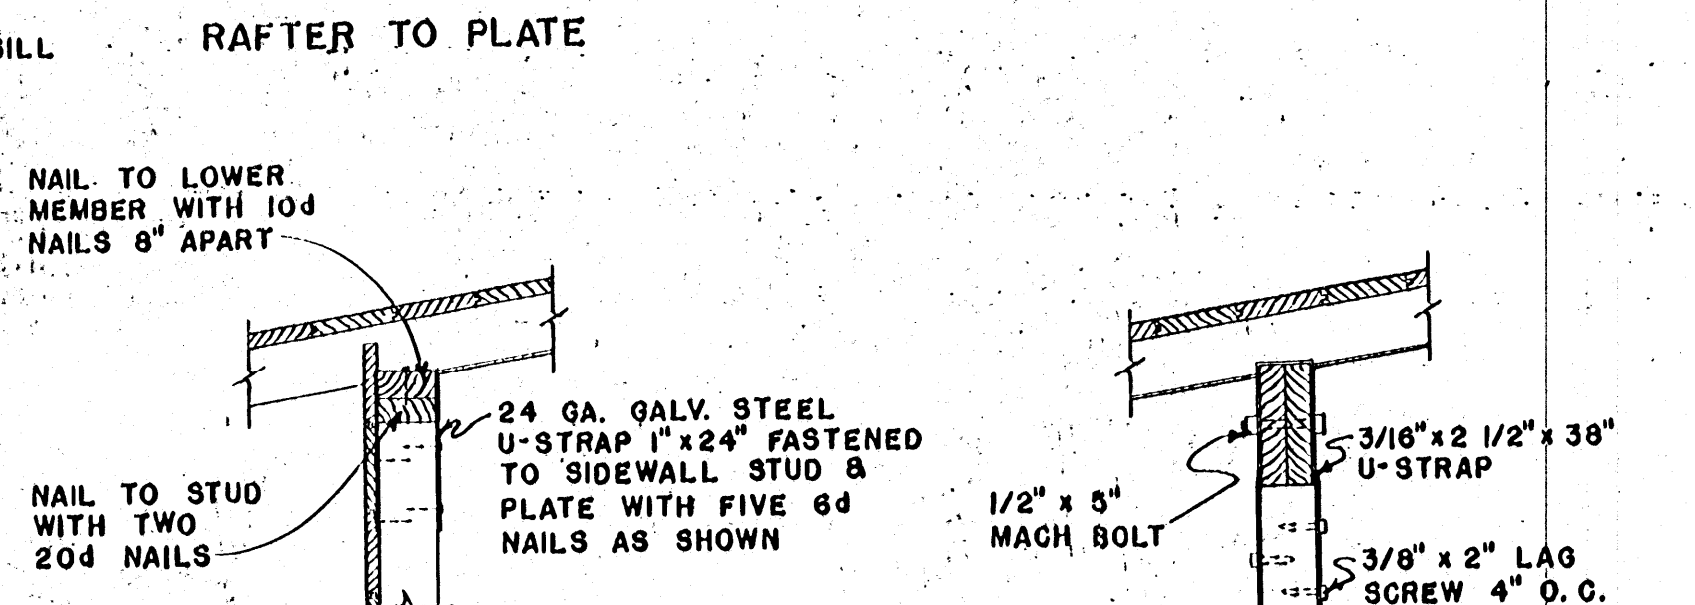 SILL
RAFTER TO PLATE
NAIL TO LOWER
MEMBER WITH 10d
NAILS 8" APART
24 GA. GALV. STEEL
U-STRAP 1" x 24" FASTENED
TO SIDEWALL STUD &
PLATE WITH FIVE 6d
NAILS AS SHOWN
NAIL TO STUD
WITH TWO
20d NAILS
1/2" x 5"
MACH BOLT
3/16" x 2 1/2" x 38"
U-STRAP
3/8" x 2" LAG
SCREW 4" O.C.